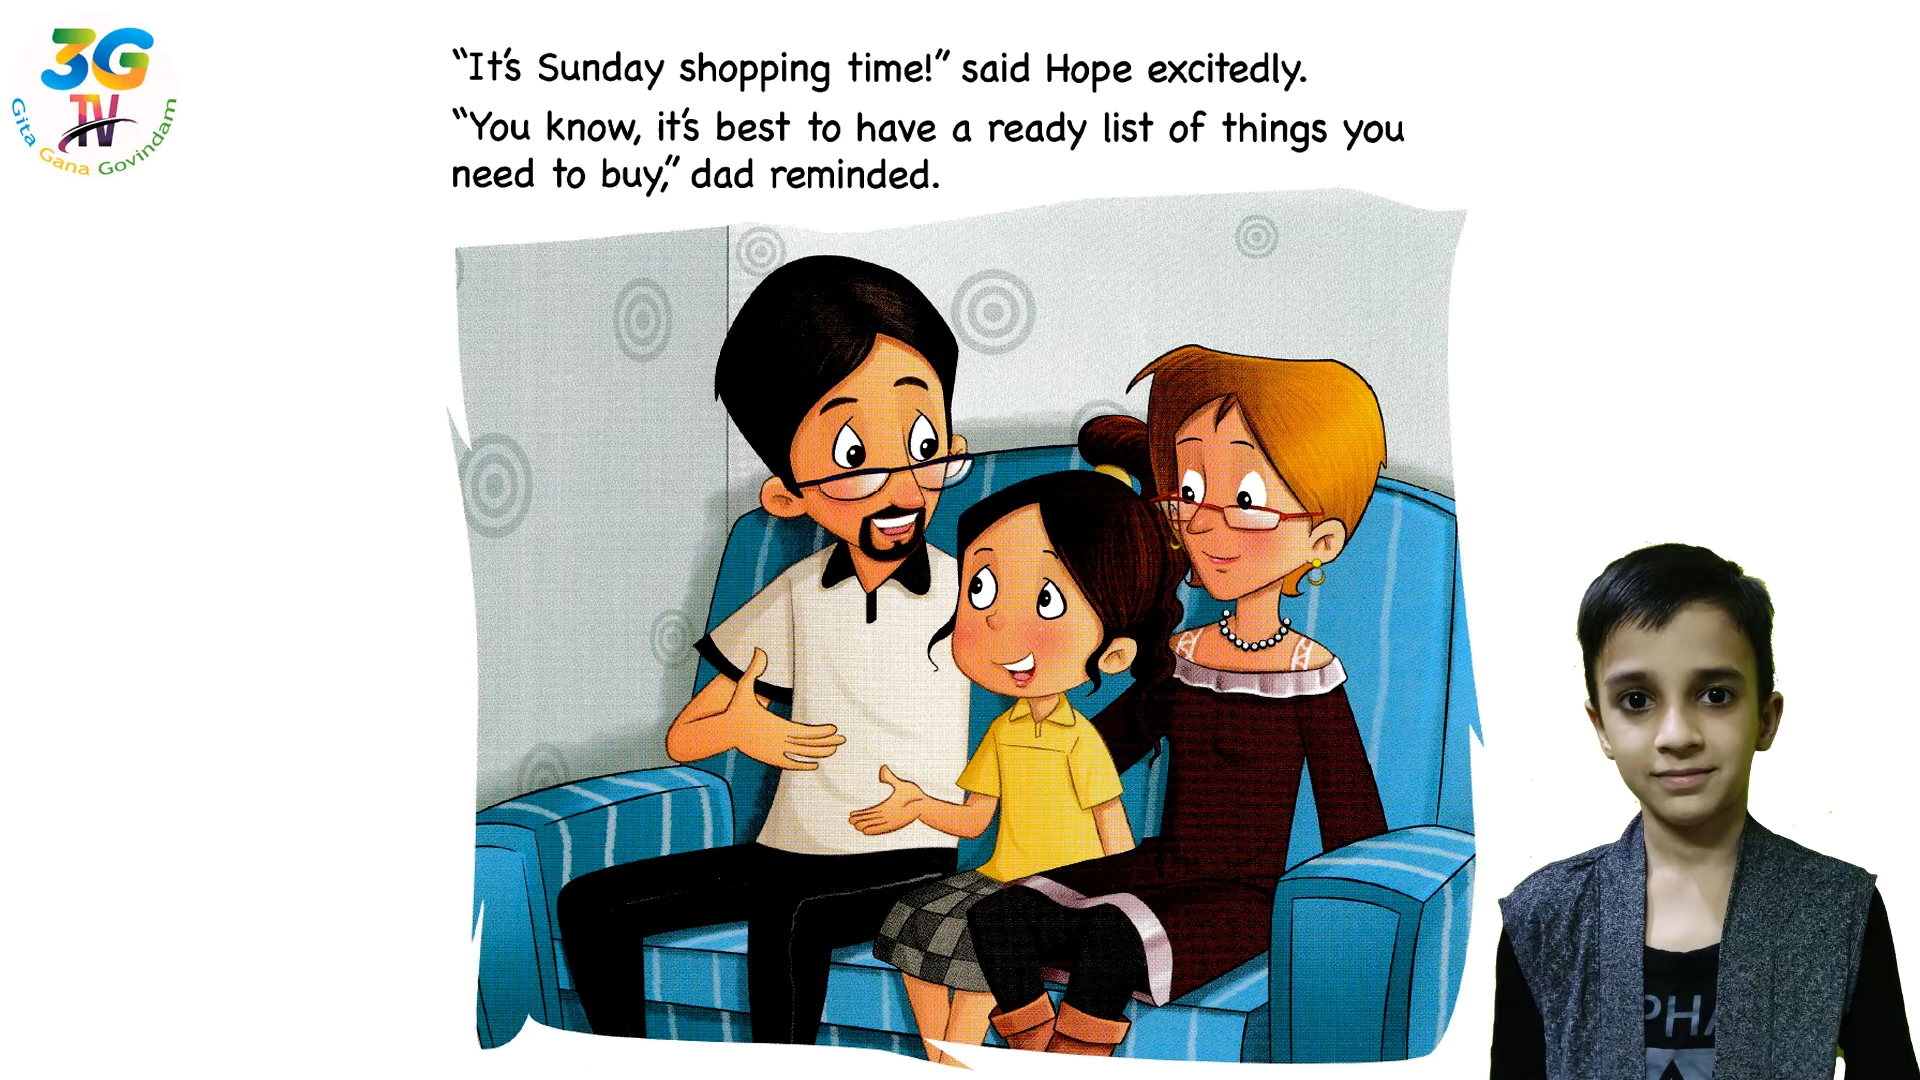 3G
TV
Gita Gana Govindam
“It’s Sunday shopping time!” said Hope excitedly.
“You know, it’s best to have a ready list of things you
need to buy,” dad reminded.
PHA